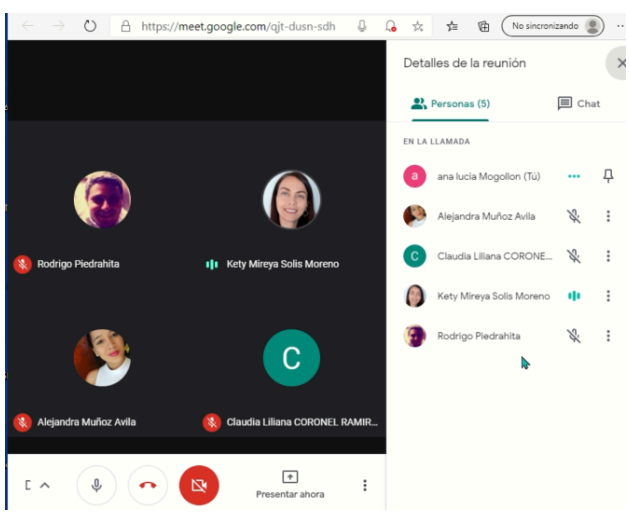 https://meet.google.com/qjt-dusn-sdh
No sincronizando
Detalles de la reunión
Personas (5)
Chat
EN LA LLAMADA
a
ana lucia Mogollon (Tú)
Alejandra Muñoz Avila
C
Claudia Liliana CORONE...
Kety Mireya Solis Moreno
Rodrigo Piedrahita
Rodrigo Piedrahita
Kety Mireya Solis Moreno
C
Alejandra Muñoz Avila
Claudia Liliana CORONEL RAMIR...
Presentar ahora